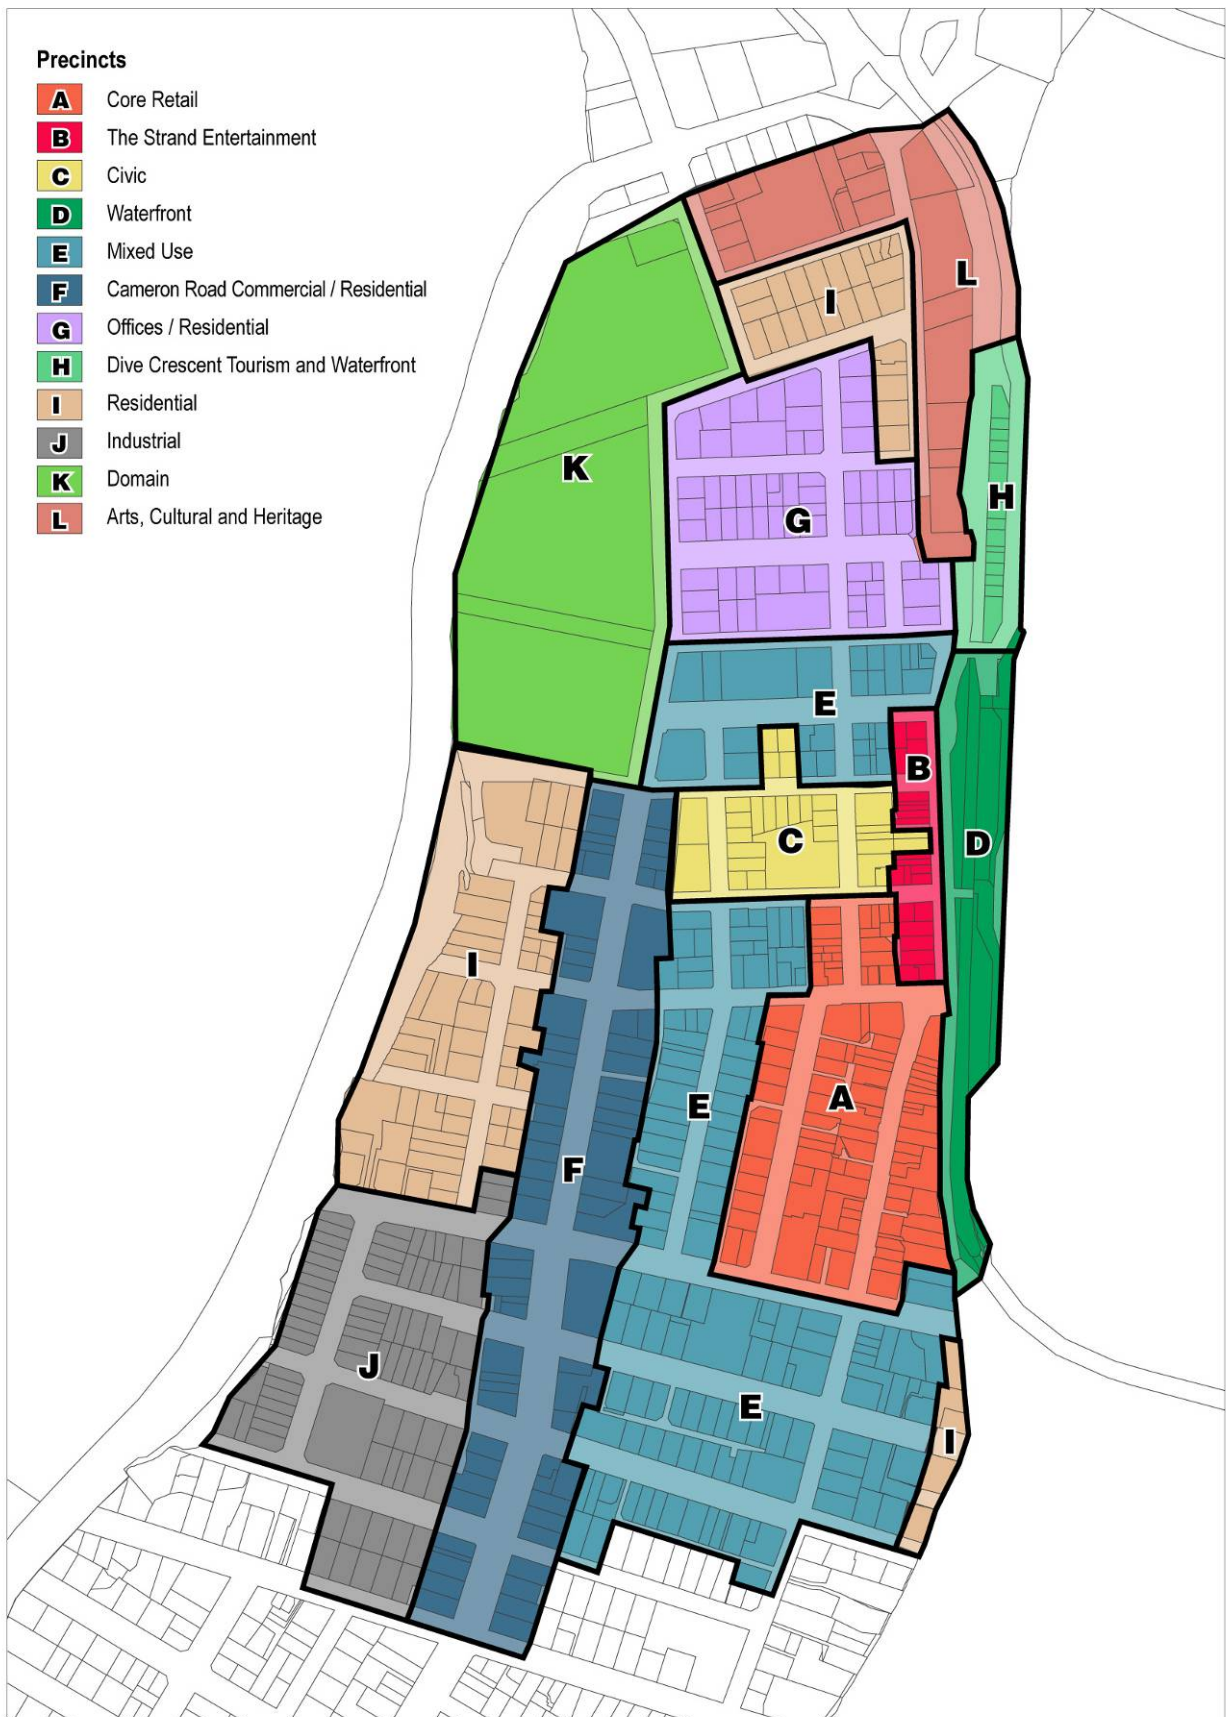 Precincts
A Core Retail
B The Strand Entertainment
C Civic
D Waterfront
E Mixed Use
F Cameron Road Commercial / Residential
G Offices / Residential
H Dive Crescent Tourism and Waterfront
I Residential
J Industrial
K Domain
L Arts, Cultural and Heritage
L
I
K
H
G
E
B
C
D
I
A
E
F
J
E
I